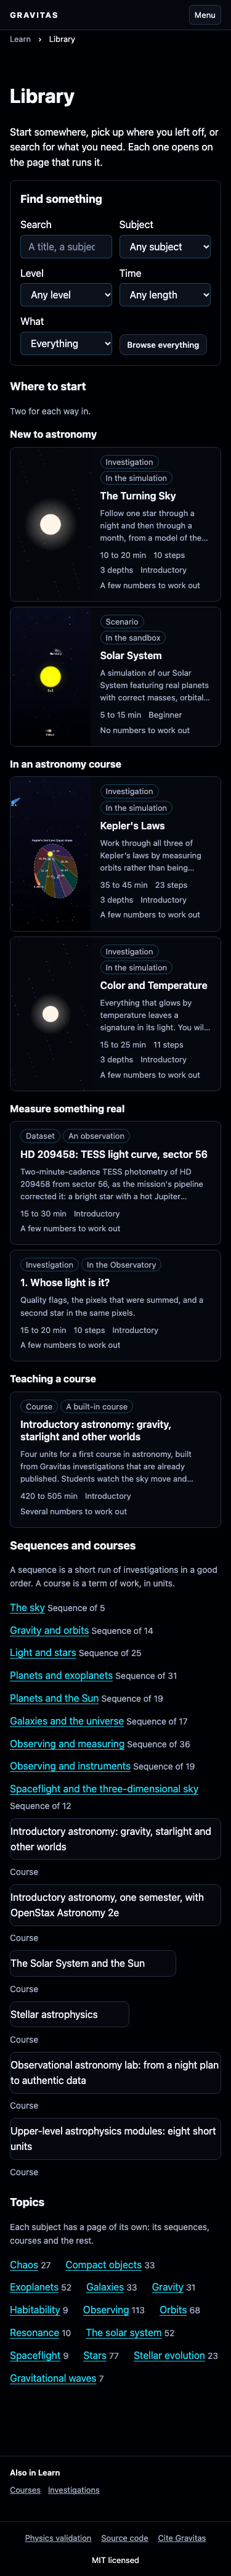 GRAVITAS
Menu
Learn › Library
Library
Start somewhere, pick up where you left off, or
search for what you need. Each one opens on
the page that runs it.
Find something
Search
Subject
A title, a subjec
Any subject
Level
Time
Any level
Any length
What
Everything
Browse everything
Where to start
Two for each way in.
New to astronomy
Investigation
In the simulation
The Turning Sky
Follow one star through a
night and then through a
month, from a model of the...
10 to 20 min 10 steps
3 depths Introductory
A few numbers to work out
Scenario
In the sandbox
Solar System
A simulation of our Solar
System featuring real planets
with correct masses, orbital...
5 to 15 min Beginner
No numbers to work out
In an astronomy course
Investigation
In the simulation
Kepler's Laws
Work through all three of
Kepler's laws by measuring
orbits rather than being...
35 to 45 min 23 steps
3 depths Introductory
A few numbers to work out
Investigation
In the simulation
Color and Temperature
Everything that glows by
temperature leaves a
signature in its light. You wil...
15 to 25 min 11 steps
3 depths Introductory
A few numbers to work out
Measure something real
Dataset An observation
HD 209458: TESS light curve, sector 56
Two-minute-cadence TESS photometry of HD
209458 from sector 56, as the mission's pipeline
corrected it: a bright star with a hot Jupiter...
15 to 30 min Introductory
A few numbers to work out
Investigation In the Observatory
1. Whose light is it?
Quality flags, the pixels that were summed, and a
second star in the same pixels.
15 to 20 min 10 steps Introductory
A few numbers to work out
Teaching a course
Course A built-in course
Introductory astronomy: gravity,
starlight and other worlds
Four units for a first course in astronomy, built
from Gravitas investigations that are already
published. Students watch the sky move and...
420 to 505 min Introductory
Several numbers to work out
Sequences and courses
A sequence is a short run of investigations in a good
order. A course is a term of work, in units.
The sky Sequence of 5
Gravity and orbits Sequence of 14
Light and stars Sequence of 25
Planets and exoplanets Sequence of 31
Planets and the Sun Sequence of 19
Galaxies and the universe Sequence of 17
Observing and measuring Sequence of 36
Observing and instruments Sequence of 19
Spaceflight and the three-dimensional sky
Sequence of 12
Introductory astronomy: gravity, starlight and
other worlds
Course
Introductory astronomy, one semester, with
OpenStax Astronomy 2e
Course
The Solar System and the Sun
Course
Stellar astrophysics
Course
Observational astronomy lab: from a night plan
to authentic data
Course
Upper-level astrophysics modules: eight short
units
Course
Topics
Each subject has a page of its own: its sequences,
courses and the rest.
Chaos 27 Compact objects 33
Exoplanets 52 Galaxies 33 Gravity 31
Habitability 9 Observing 113 Orbits 68
Resonance 10 The solar system 52
Spaceflight 9 Stars 77 Stellar evolution 23
Gravitational waves 7
Also in Learn
Courses Investigations
Physics validation Source code Cite Gravitas
MIT licensed